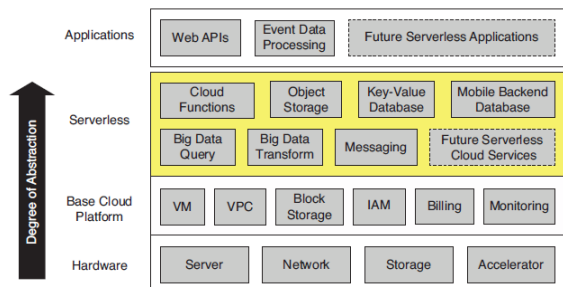 Applications
Web APIs
Event Data
Processing
Future Serverless Applications
Degree of Abstraction
Serverless
Cloud
Functions
Object
Storage
Key-Value
Database
Mobile Backend
Database
Big Data
Query
Big Data
Transform
Messaging
Future Serverless
Cloud Services
Base Cloud
Platform
VM
VPC
Block
Storage
IAM
Billing
Monitoring
Hardware
Server
Network
Storage
Accelerator